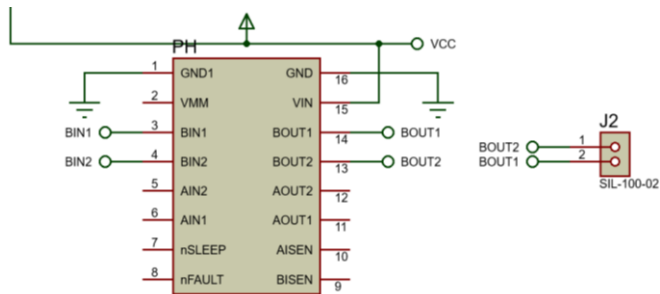 VCC
PH
1 GND1 GND 16
2 VMM VIN 15
BIN1 3 BIN1 BOUT1 14 BOUT1
BIN2 4 BIN2 BOUT2 13 BOUT2
5 AIN2 AOUT2 12
6 AIN1 AOUT1 11
7 nSLEEP AISEN 10
8 nFAULT BISEN 9
J2
BOUT2 1
BOUT1 2
SIL-100-02